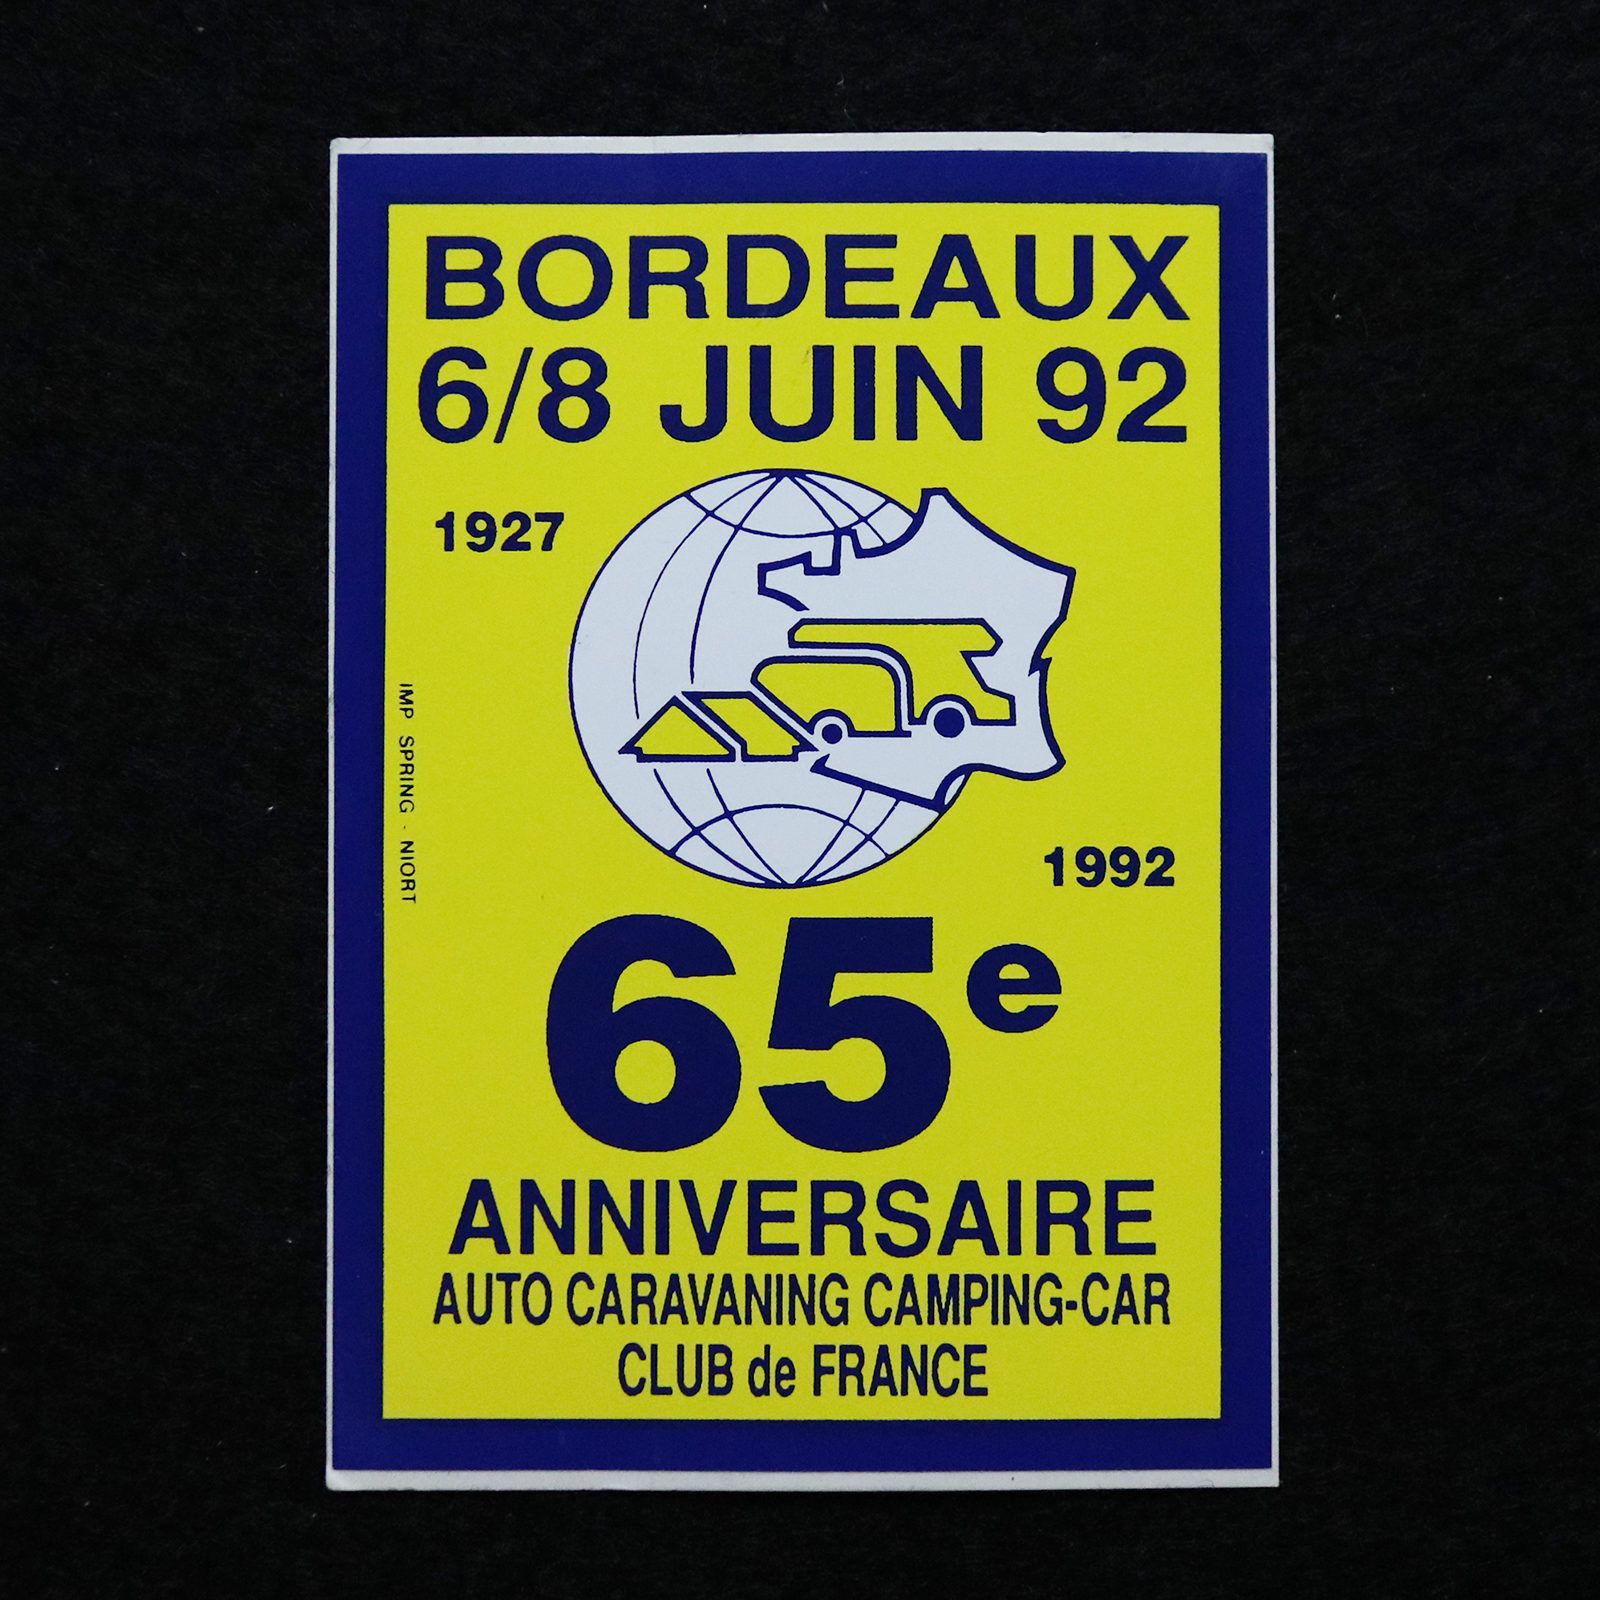 BORDEAUX
6/8 JUIN 92
1927
IMP SPRING - NIORT
1992
65e
ANNIVERSAIRE
AUTO CARAVANING CAMPING-CAR
CLUB de FRANCE